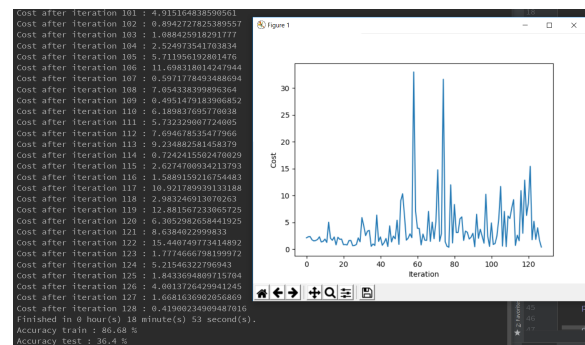 Cost after iteration 101 : 4.915164838590561
Cost after iteration 102 : 0.8942727825389557
Cost after iteration 103 : 1.088425918291777
Cost after iteration 104 : 2.524973541703834
Cost after iteration 105 : 5.711956192801476
Cost after iteration 106 : 11.698318014247944
Cost after iteration 107 : 0.5971778493488694
Cost after iteration 108 : 7.054338399896364
Cost after iteration 109 : 0.4951479183906852
Cost after iteration 110 : 6.189837695770038
Cost after iteration 111 : 5.732329007724005
Cost after iteration 112 : 7.694678535477966
Cost after iteration 113 : 9.234882581458379
Cost after iteration 114 : 0.7242415502470029
Cost after iteration 115 : 2.6274700934213793
Cost after iteration 116 : 1.5889159216754483
Cost after iteration 117 : 10.921789939133188
Cost after iteration 118 : 2.983246913070263
Cost after iteration 119 : 12.881567233065725
Cost after iteration 120 : 6.3052982658441925
Cost after iteration 121 : 8.6384022999833
Cost after iteration 122 : 15.440749773414892
Cost after iteration 123 : 1.7774666798199972
Cost after iteration 124 : 5.21546322796943
Cost after iteration 125 : 1.8433694809715704
Cost after iteration 126 : 4.0013726429941245
Cost after iteration 127 : 1.6681636902056869
Cost after iteration 128 : 0.41900234909487016
Finished in 0 hour(s) 18 minute(s) 53 second(s).
Accuracy train : 86.68 %
Accuracy test : 36.4 %
Figure 1
30
25
20
15
10
5
0
Cost
0 20 40 60 80 100 120
Iteration
45